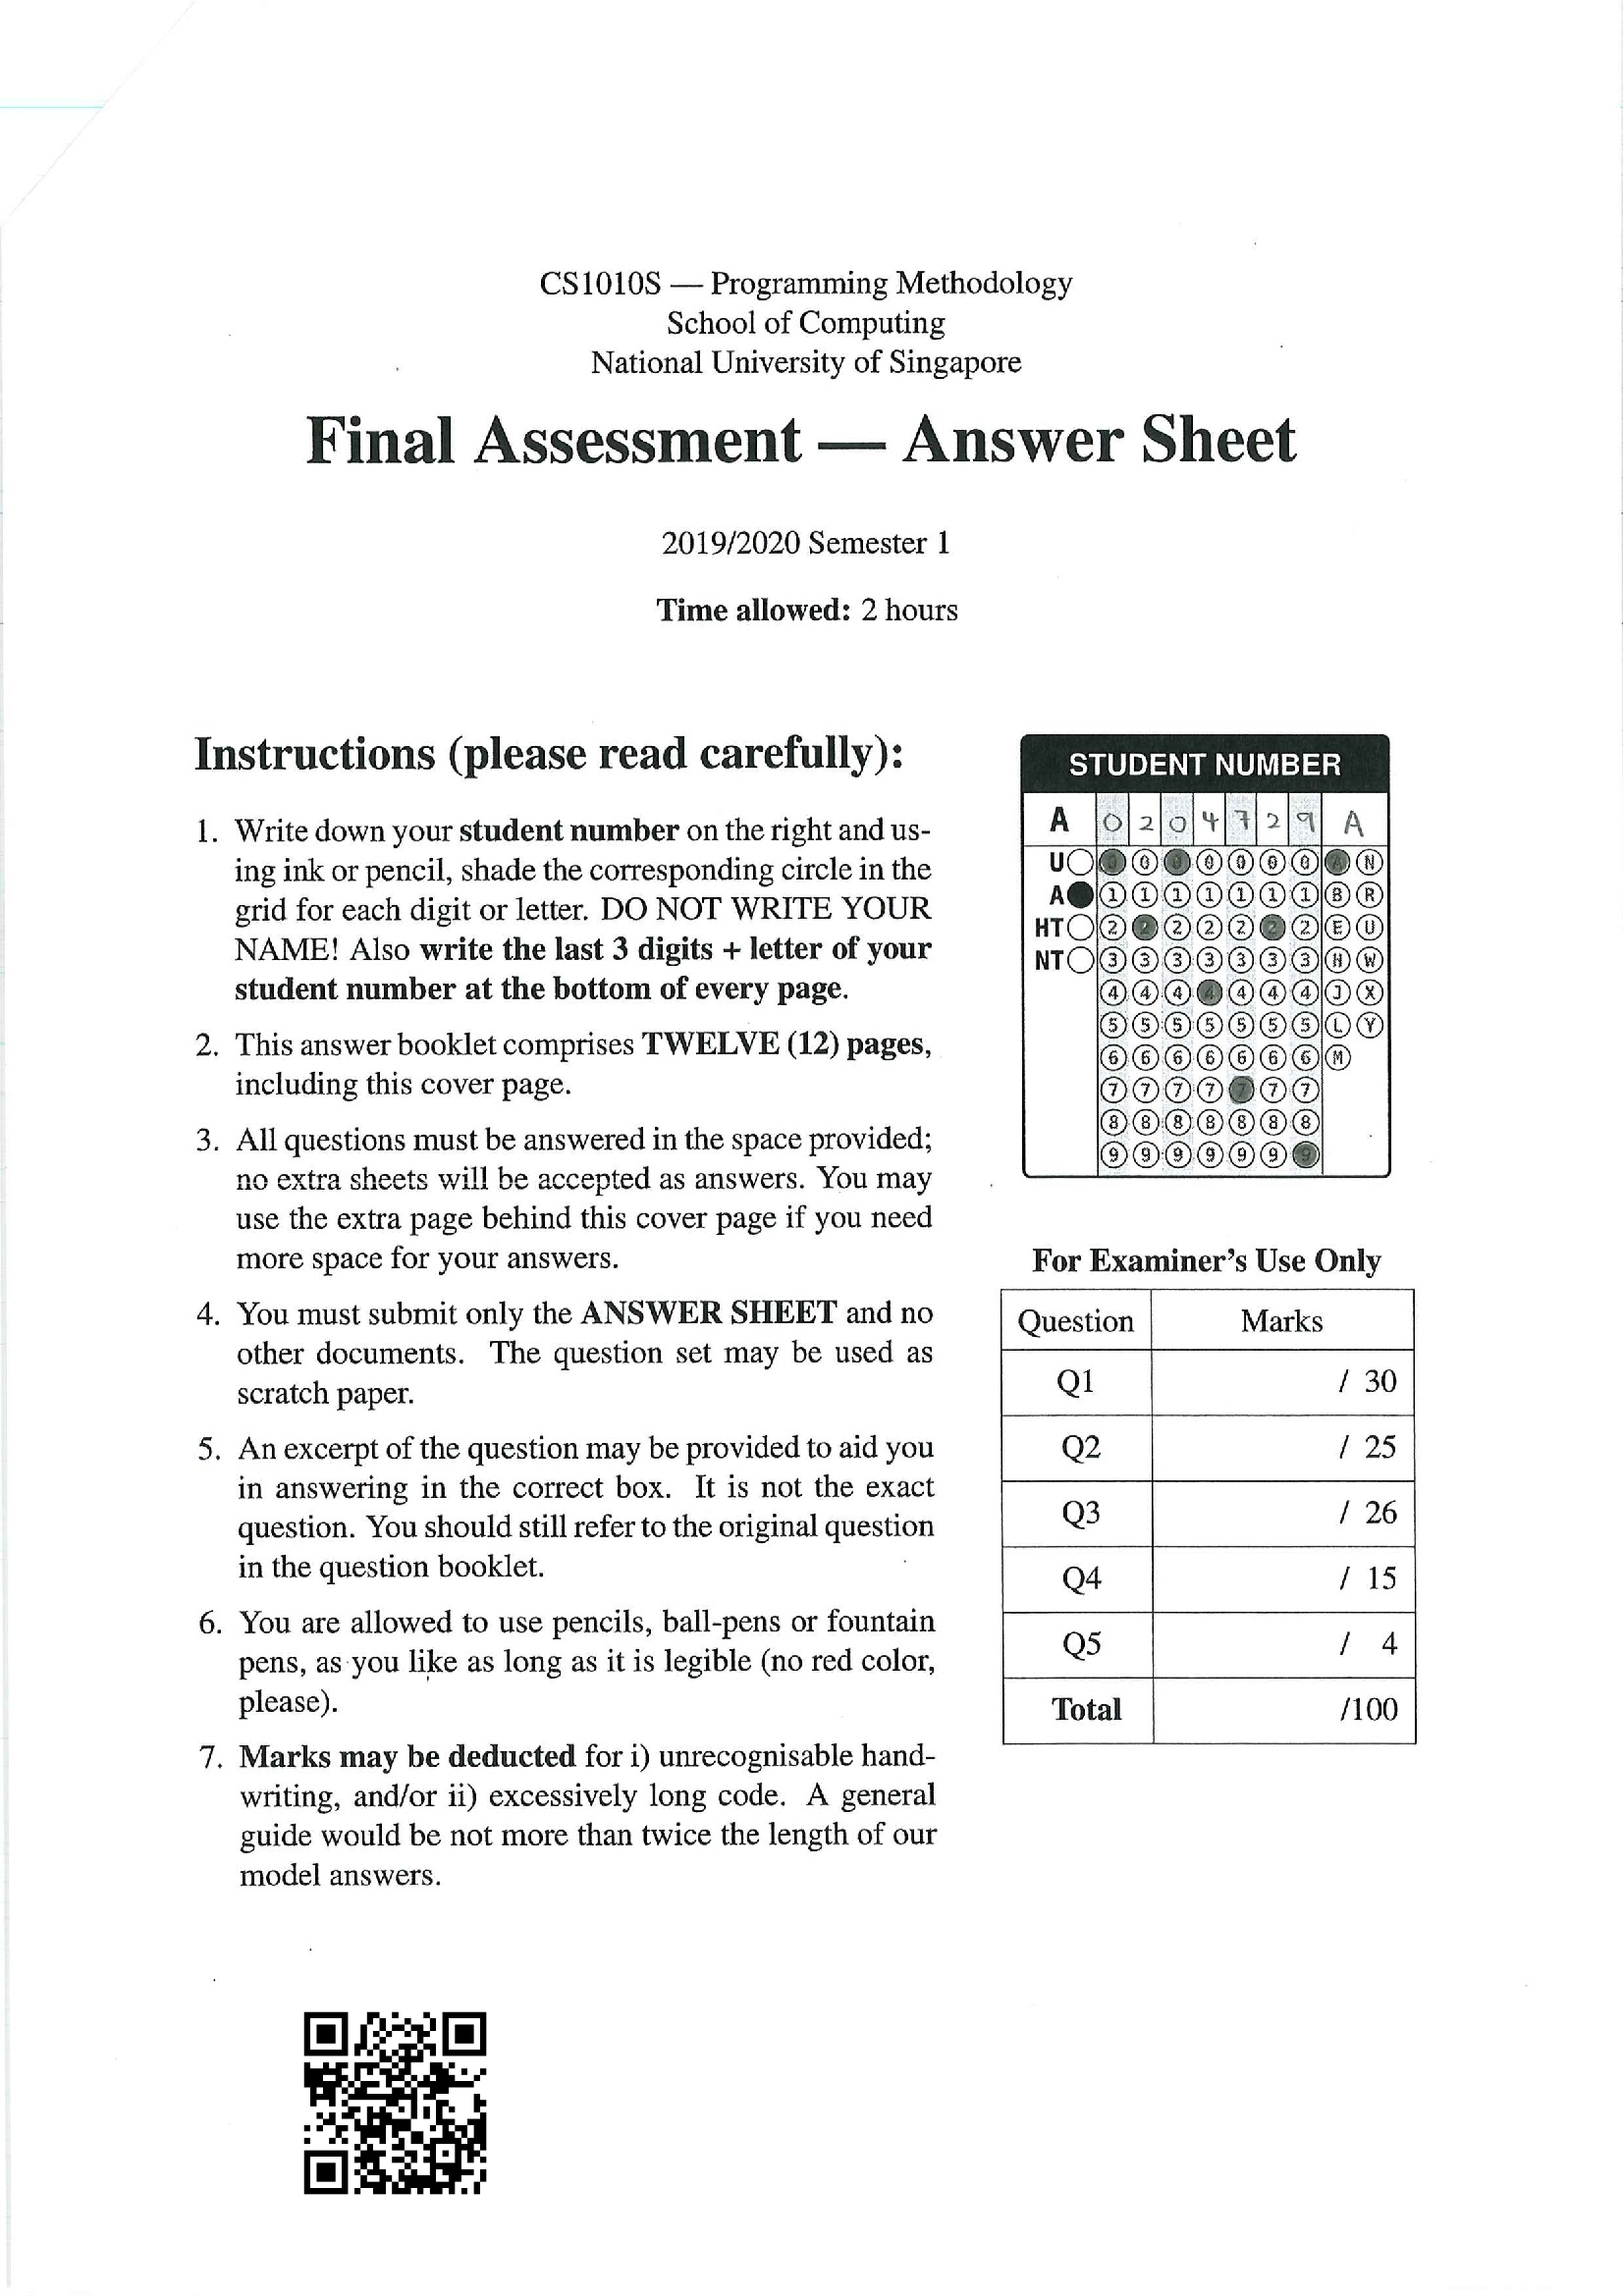 CS1010S — Programming Methodology
School of Computing
National University of Singapore
Final Assessment — Answer Sheet
2019/2020 Semester 1
Time allowed: 2 hours
Instructions (please read carefully):
1. Write down your student number on the right and us-
ing ink or pencil, shade the corresponding circle in the
grid for each digit or letter. DO NOT WRITE YOUR
NAME! Also write the last 3 digits + letter of your
student number at the bottom of every page.
2. This answer booklet comprises TWELVE (12) pages,
including this cover page.
3. All questions must be answered in the space provided;
no extra sheets will be accepted as answers. You may
use the extra page behind this cover page if you need
more space for your answers.
4. You must submit only the ANSWER SHEET and no
other documents. The question set may be used as
scratch paper.
5. An excerpt of the question may be provided to aid you
in answering in the correct box. It is not the exact
question. You should still refer to the original question
in the question booklet.
6. You are allowed to use pencils, ball-pens or fountain
pens, as you like as long as it is legible (no red color,
please).
7. Marks may be deducted for i) unrecognisable hand-
writing, and/or ii) excessively long code. A general
guide would be not more than twice the length of our
model answers.
STUDENT NUMBER
A 0 2 0 4 7 2 9 A
U 0 0 0 0 0 0 0 A N
A 1 1 1 1 1 1 1 B R
HT 2 2 2 2 2 2 2 E U
NT 3 3 3 3 3 3 3 H W
4 4 4 4 4 4 4 J X
5 5 5 5 5 5 5 L Y
6 6 6 6 6 6 6 M
7 7 7 7 7 7 7
8 8 8 8 8 8 8
9 9 9 9 9 9 9
For Examiner's Use Only
Question Marks
Q1 / 30
Q2 / 25
Q3 / 26
Q4 / 15
Q5 / 4
Total /100